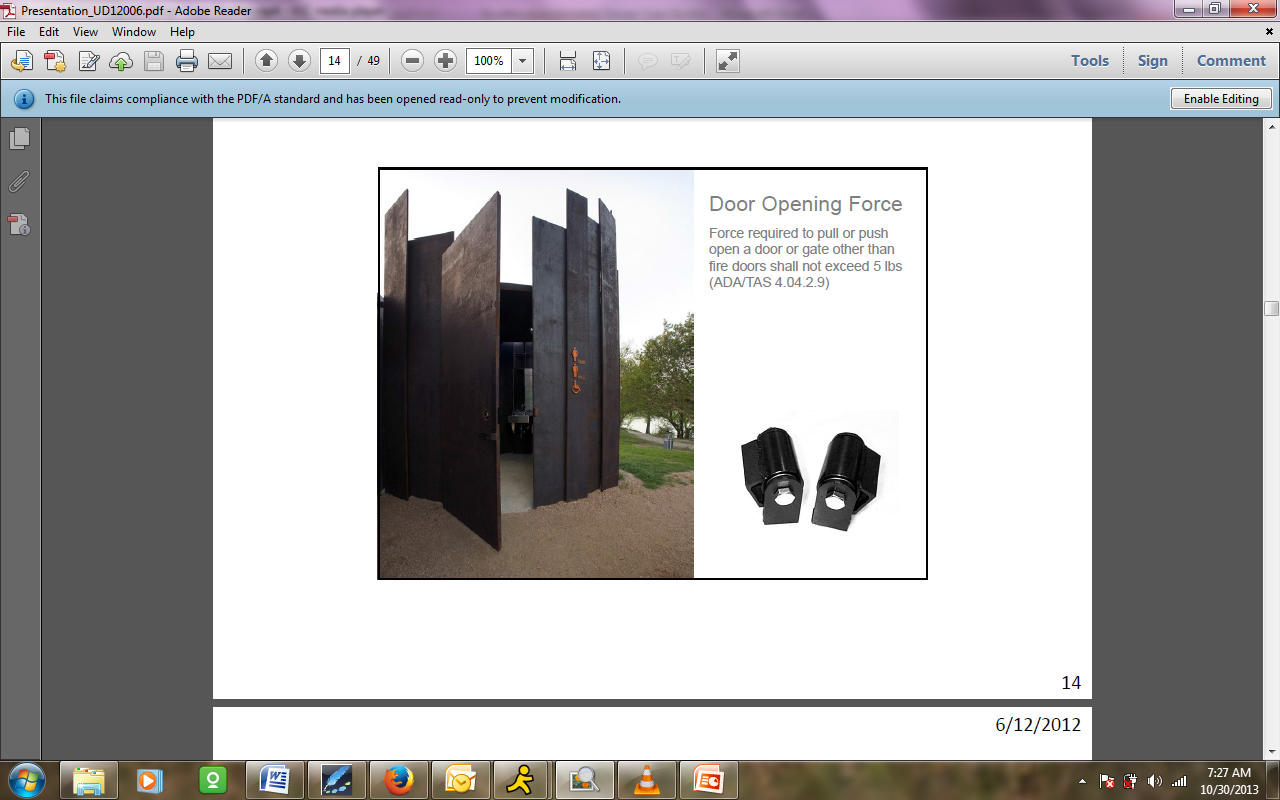 Presentation_UD12006.pdf - Adobe Reader
File Edit View Window Help
14 / 49 100% Tools Sign Comment
This file claims compliance with the PDF/A standard and has been opened read-only to prevent modification. Enable Editing
Door Opening Force
Force required to pull or push
open a door or gate other than
fire doors shall not exceed 5 lbs
(ADA/TAS 4.04.2.9)
14
6/12/2012
7:27 AM
10/30/2013